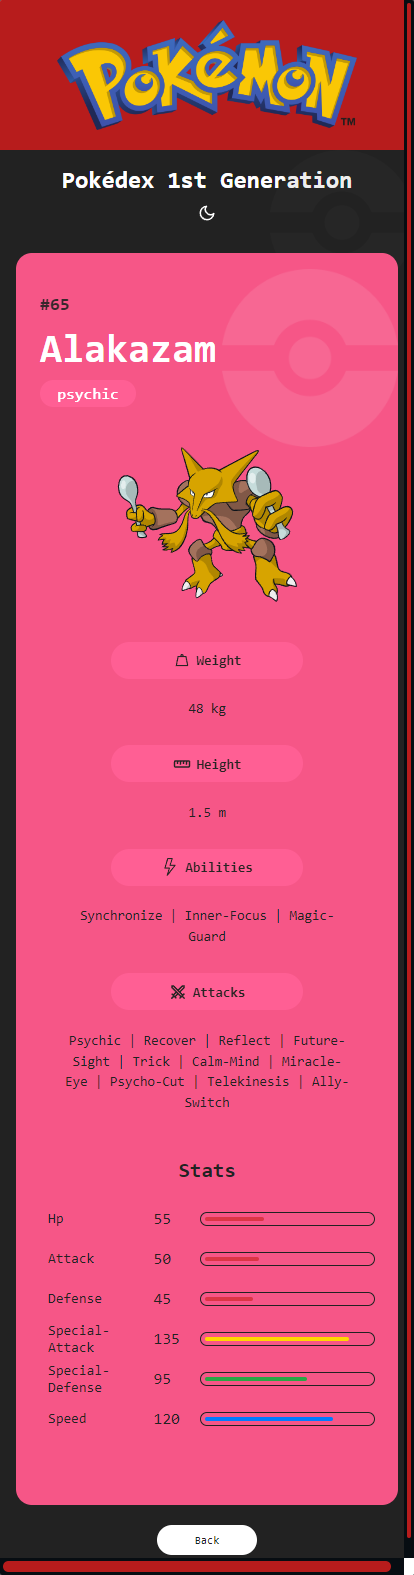 POKéMON
TM
Pokédex 1st Generation
#65
Alakazam
psychic
Weight
48 kg
Height
1.5 m
Abilities
Synchronize | Inner-Focus | Magic-
Guard
Attacks
Psychic | Recover | Reflect | Future-
Sight | Trick | Calm-Mind | Miracle-
Eye | Psycho-Cut | Telekinesis | Ally-
Switch
Stats
Hp 55
Attack 50
Defense 45
Special-
Attack 135
Special-
Defense 95
Speed 120
Back